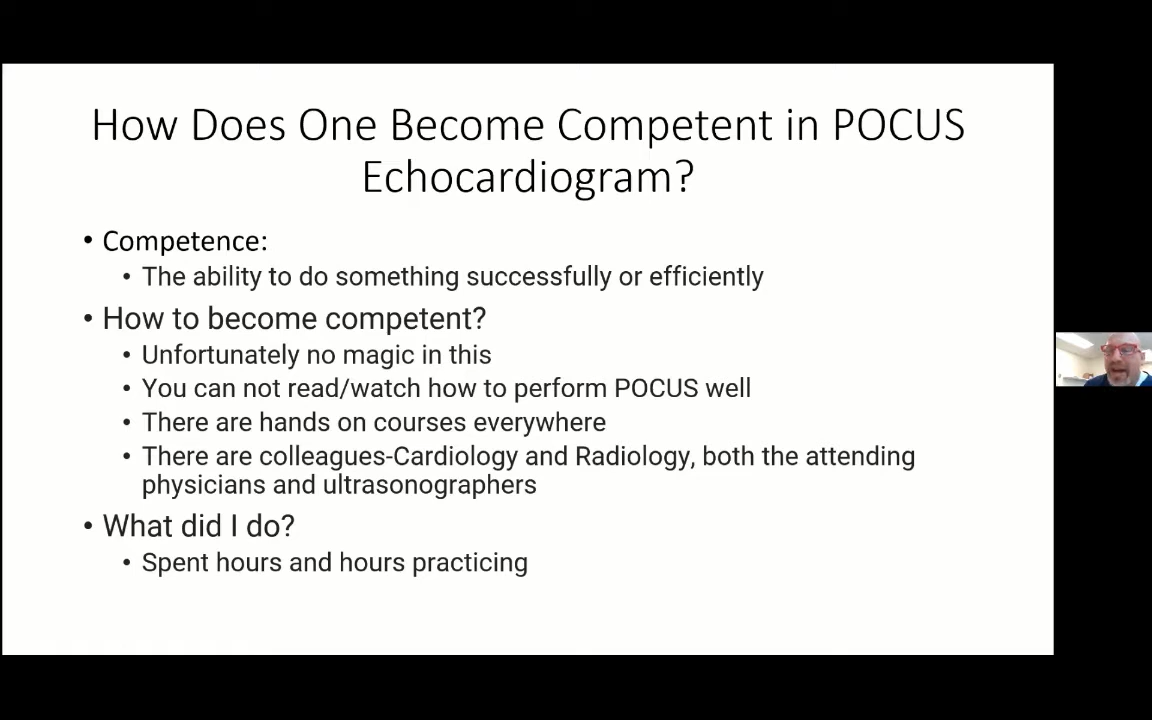 How Does One Become Competent in POCUS
Echocardiogram?
• Competence:
• The ability to do something successfully or efficiently
• How to become competent?
• Unfortunately no magic in this
• You can not read/watch how to perform POCUS well
• There are hands on courses everywhere
• There are colleagues-Cardiology and Radiology, both the attending
physicians and ultrasonographers
• What did I do?
• Spent hours and hours practicing